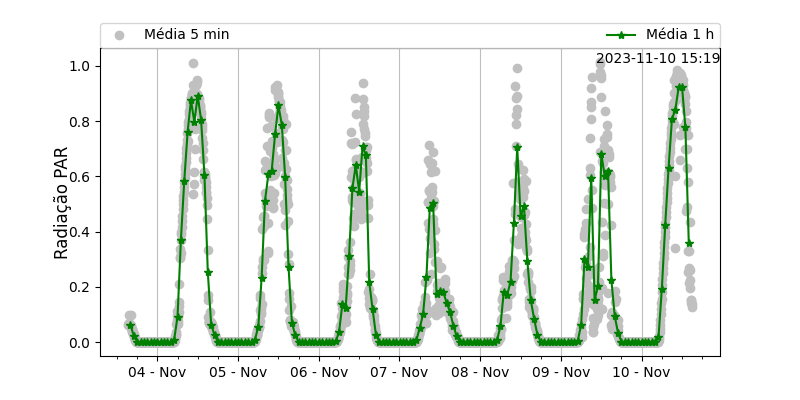 Média 5 min
Média 1 h
2023-11-10 15:19
Radiação PAR
1.0
0.8
0.6
0.4
0.2
0.0
04 - Nov
05 - Nov
06 - Nov
07 - Nov
08 - Nov
09 - Nov
10 - Nov